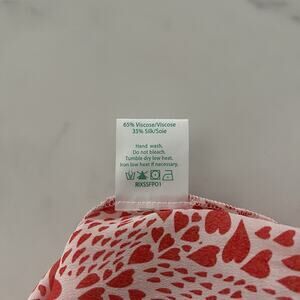 65% Viscose/Viscose
35% Silk/Soie
Hand wash.
Do not bleach.
Tumble dry low heat.
Iron low heat if necessary.
RIXSSFPO1